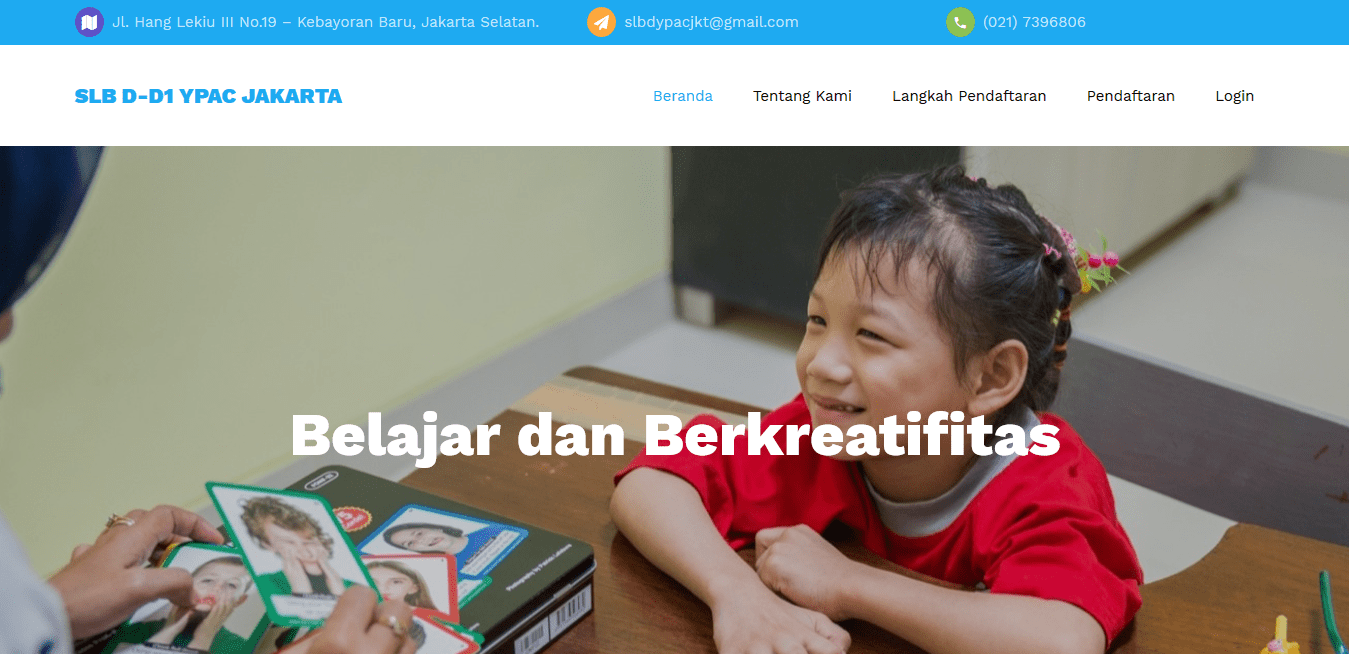 Jl. Hang Lekiu III No.19 – Kebayoran Baru, Jakarta Selatan.
slbdypacjkt@gmail.com
(021) 7396806
SLB D-D1 YPAC JAKARTA
Beranda
Tentang Kami
Langkah Pendaftaran
Pendaftaran
Login
Belajar dan Berkreatifitas